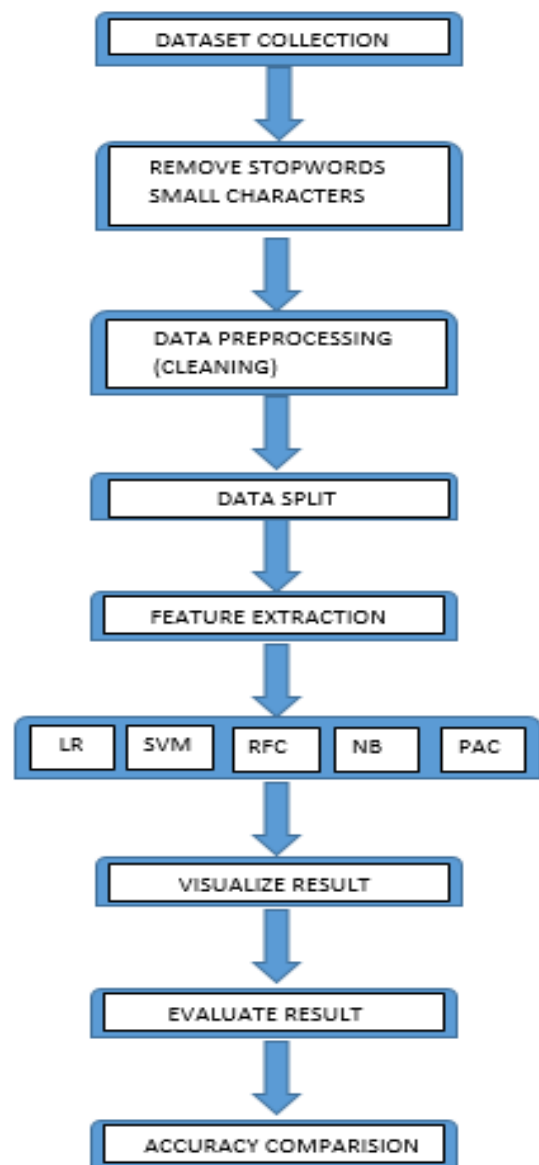 DATASET COLLECTION
REMOVE STOPWORDS
SMALL CHARACTERS
DATA PREPROCESSING
(CLEANING)
DATA SPLIT
FEATURE EXTRACTION
LR SVM RFC NB PAC
VISUALIZE RESULT
EVALUATE RESULT
ACCURACY COMPARISION